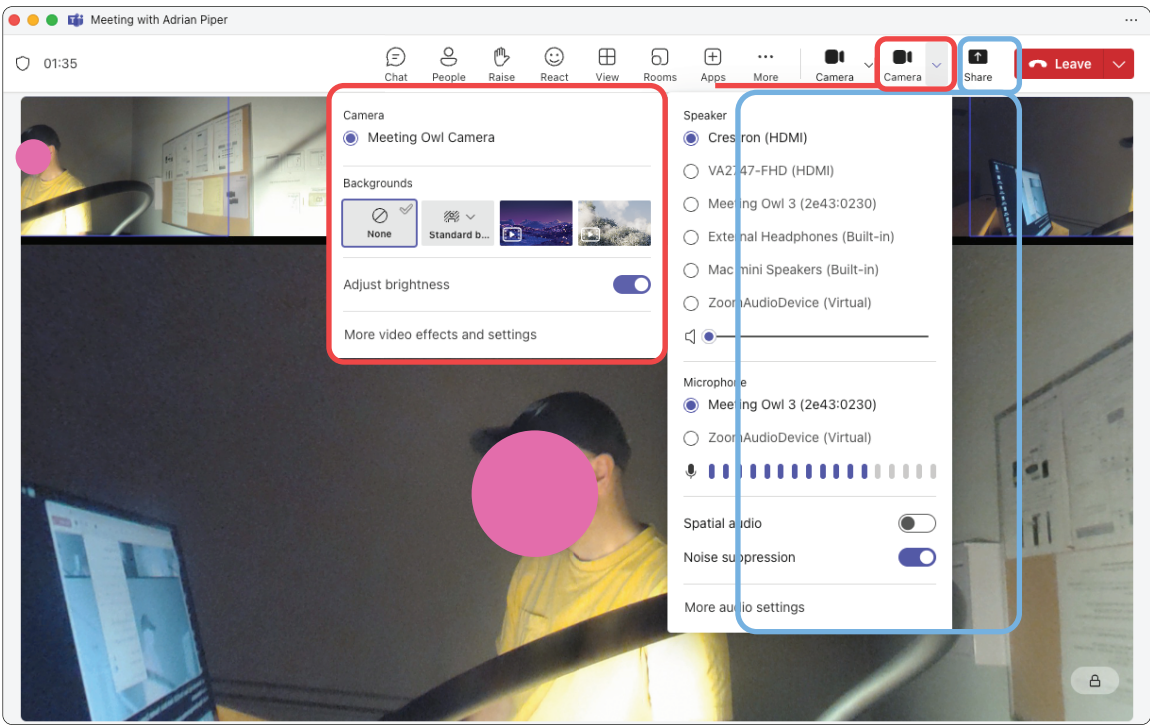 Meeting with Adrian Piper
01:35
Chat
People
Raise
React
View
Rooms
Apps
More
Camera
Camera
Share
Leave
Camera
Meeting Owl Camera
Backgrounds
None
Standard b...
Adjust brightness
More video effects and settings
Speaker
Crestron (HDMI)
VA2747-FHD (HDMI)
Meeting Owl 3 (2e43:0230)
External Headphones (Built-in)
Mac mini Speakers (Built-in)
ZoomAudioDevice (Virtual)
Microphone
Meeting Owl 3 (2e43:0230)
ZoomAudioDevice (Virtual)
Spatial audio
Noise suppression
More audio settings